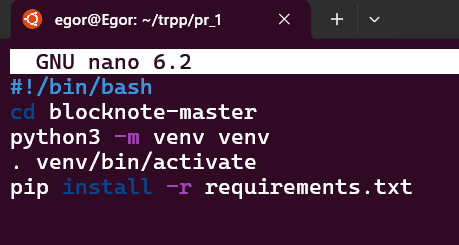 egor@Egor: ~/trpp/pr_1
GNU nano 6.2
#!/bin/bash
cd blocknote-master
python3 -m venv venv
. venv/bin/activate
pip install -r requirements.txt